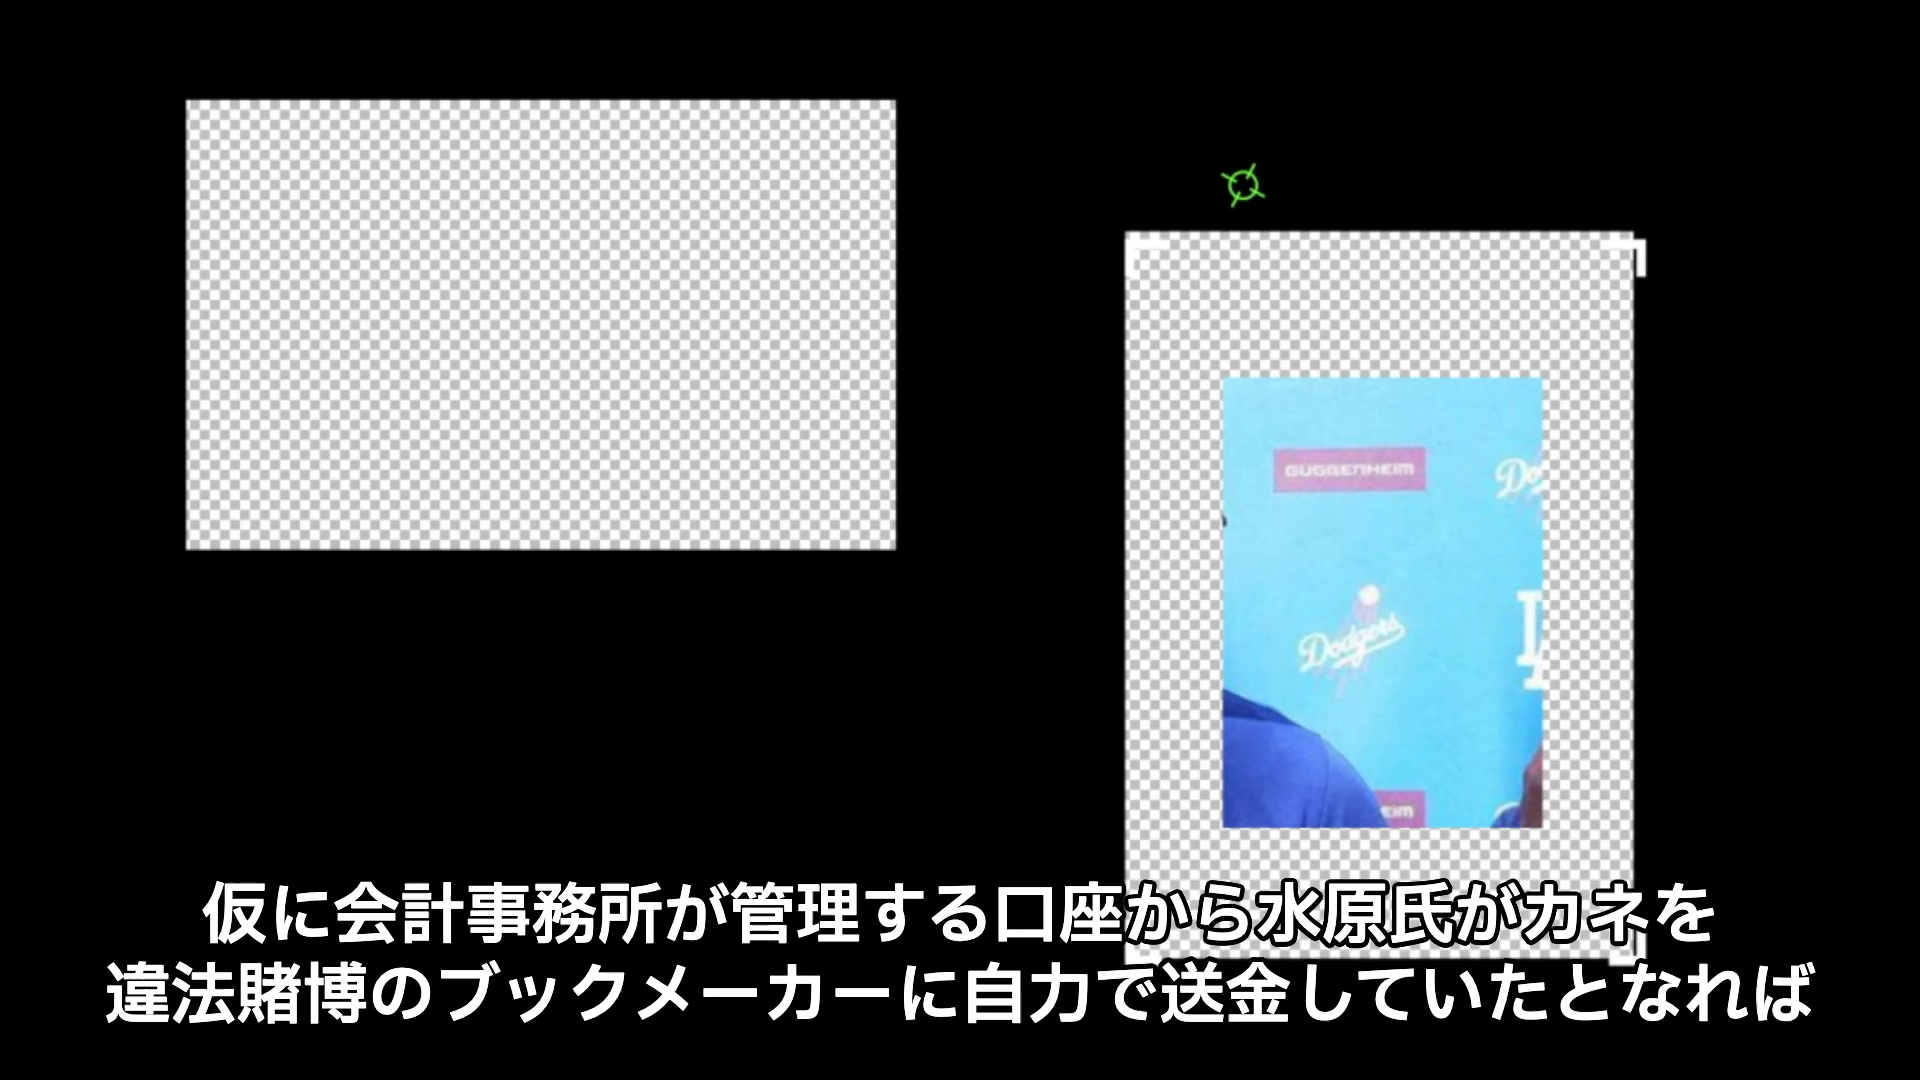 GUGGENHEIM
Do
Dodgers
L
EIM
仮に会計事務所が管理する口座から水原氏がカネを
違法賭博のブックメーカーに自力で送金していたとなれば